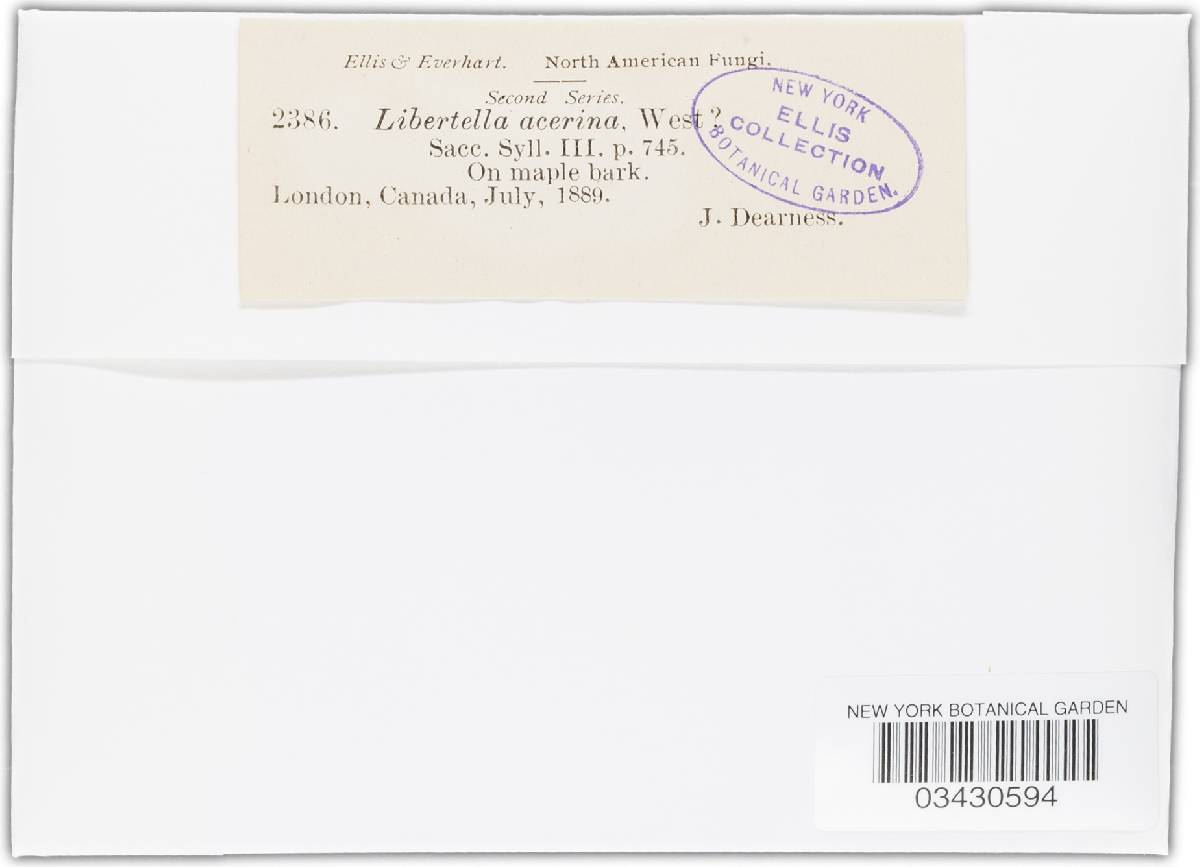 Ellis & Everhart. North American Fungi.
Second Series.
2386. Libertella acerina, West?
Sacc. Syll. III. p. 745.
On maple bark.
London, Canada, July, 1889.
J. Dearness.
NEW YORK
ELLIS
COLLECTION
BOTANICAL GARDEN.
NEW YORK BOTANICAL GARDEN
03430594